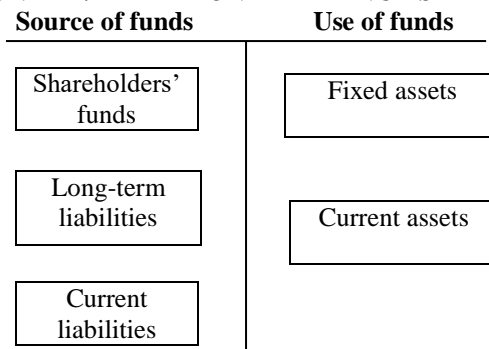 Source of funds
Use of funds
Shareholders’
funds
Fixed assets
Long-term
liabilities
Current assets
Current
liabilities